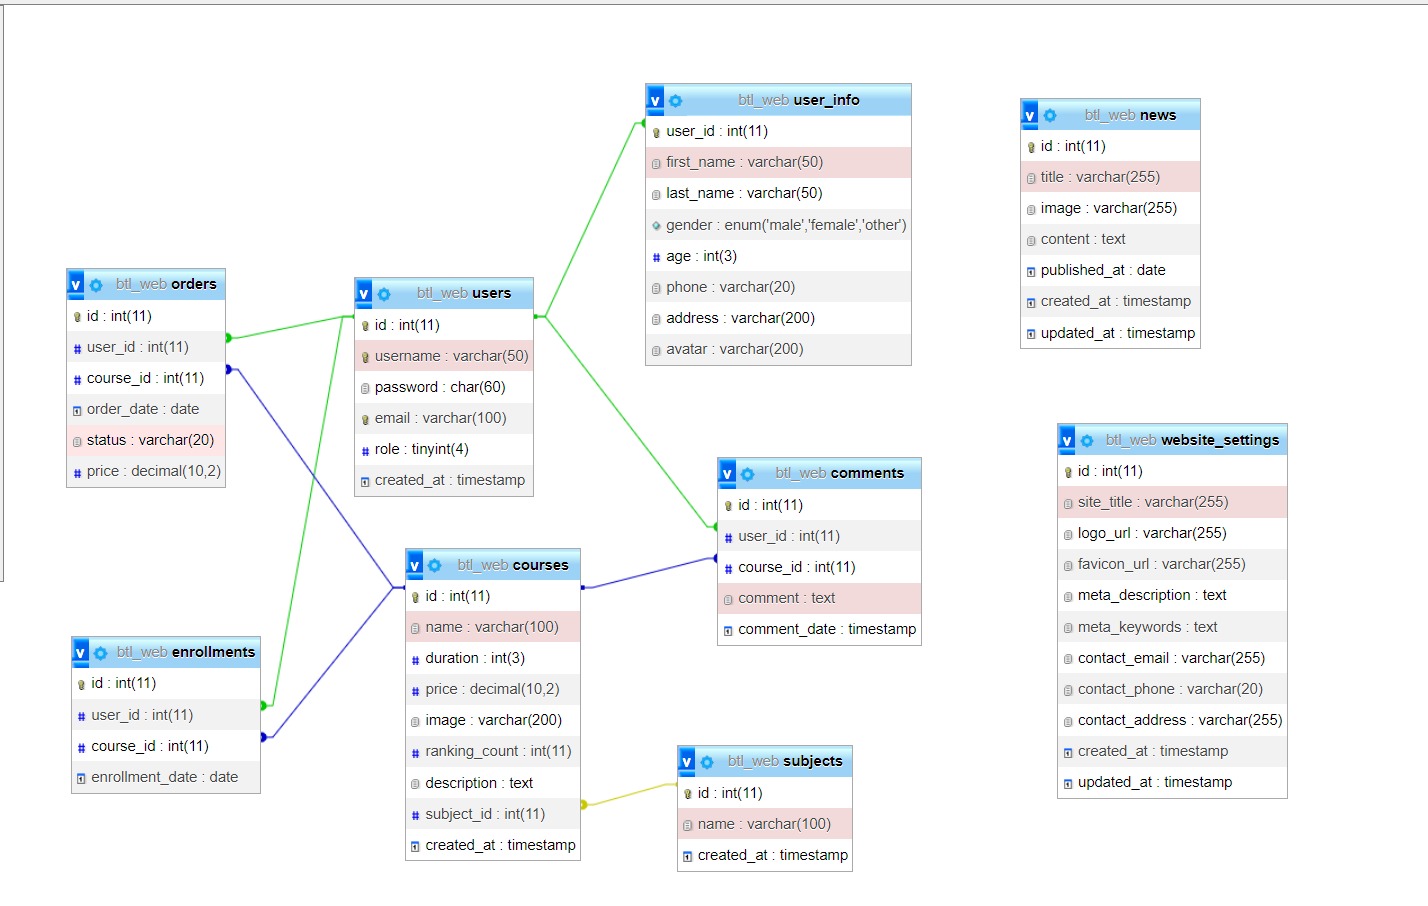 btl_web user_info
user_id : int(11)
first_name : varchar(50)
last_name : varchar(50)
gender : enum('male','female','other')
age : int(3)
phone : varchar(20)
address : varchar(200)
avatar : varchar(200)
btl_web news
id : int(11)
title : varchar(255)
image : varchar(255)
content : text
published_at : date
created_at : timestamp
updated_at : timestamp
btl_web orders
id : int(11)
user_id : int(11)
course_id : int(11)
order_date : date
status : varchar(20)
price : decimal(10,2)
btl_web users
id : int(11)
username : varchar(50)
password : char(60)
email : varchar(100)
role : tinyint(4)
created_at : timestamp
btl_web comments
id : int(11)
user_id : int(11)
course_id : int(11)
comment : text
comment_date : timestamp
btl_web website_settings
id : int(11)
site_title : varchar(255)
logo_url : varchar(255)
favicon_url : varchar(255)
meta_description : text
meta_keywords : text
contact_email : varchar(255)
contact_phone : varchar(20)
contact_address : varchar(255)
created_at : timestamp
updated_at : timestamp
btl_web enrollments
id : int(11)
user_id : int(11)
course_id : int(11)
enrollment_date : date
btl_web courses
id : int(11)
name : varchar(100)
duration : int(3)
price : decimal(10,2)
image : varchar(200)
ranking_count : int(11)
description : text
subject_id : int(11)
created_at : timestamp
btl_web subjects
id : int(11)
name : varchar(100)
created_at : timestamp